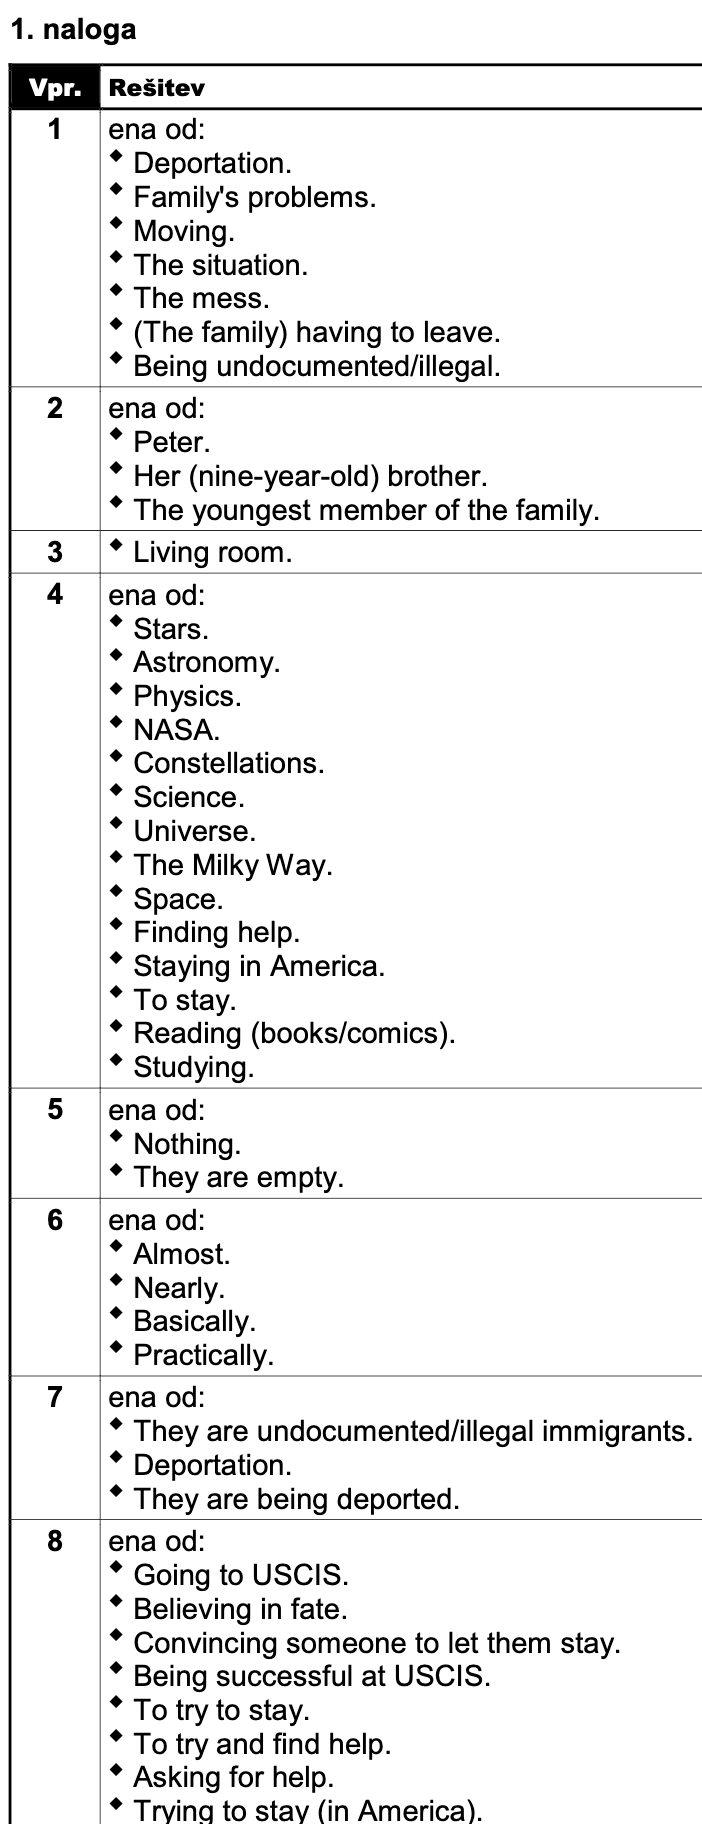 1. naloga
Vpr. Rešitev
1 ena od:
◆ Deportation.
◆ Family's problems.
◆ Moving.
◆ The situation.
◆ The mess.
◆ (The family) having to leave.
◆ Being undocumented/illegal.
2 ena od:
◆ Peter.
◆ Her (nine-year-old) brother.
◆ The youngest member of the family.
3 ◆ Living room.
4 ena od:
◆ Stars.
◆ Astronomy.
◆ Physics.
◆ NASA.
◆ Constellations.
◆ Science.
◆ Universe.
◆ The Milky Way.
◆ Space.
◆ Finding help.
◆ Staying in America.
◆ To stay.
◆ Reading (books/comics).
◆ Studying.
5 ena od:
◆ Nothing.
◆ They are empty.
6 ena od:
◆ Almost.
◆ Nearly.
◆ Basically.
◆ Practically.
7 ena od:
◆ They are undocumented/illegal immigrants.
◆ Deportation.
◆ They are being deported.
8 ena od:
◆ Going to USCIS.
◆ Believing in fate.
◆ Convincing someone to let them stay.
◆ Being successful at USCIS.
◆ To try to stay.
◆ To try and find help.
◆ Asking for help.
◆ Trying to stay (in America).